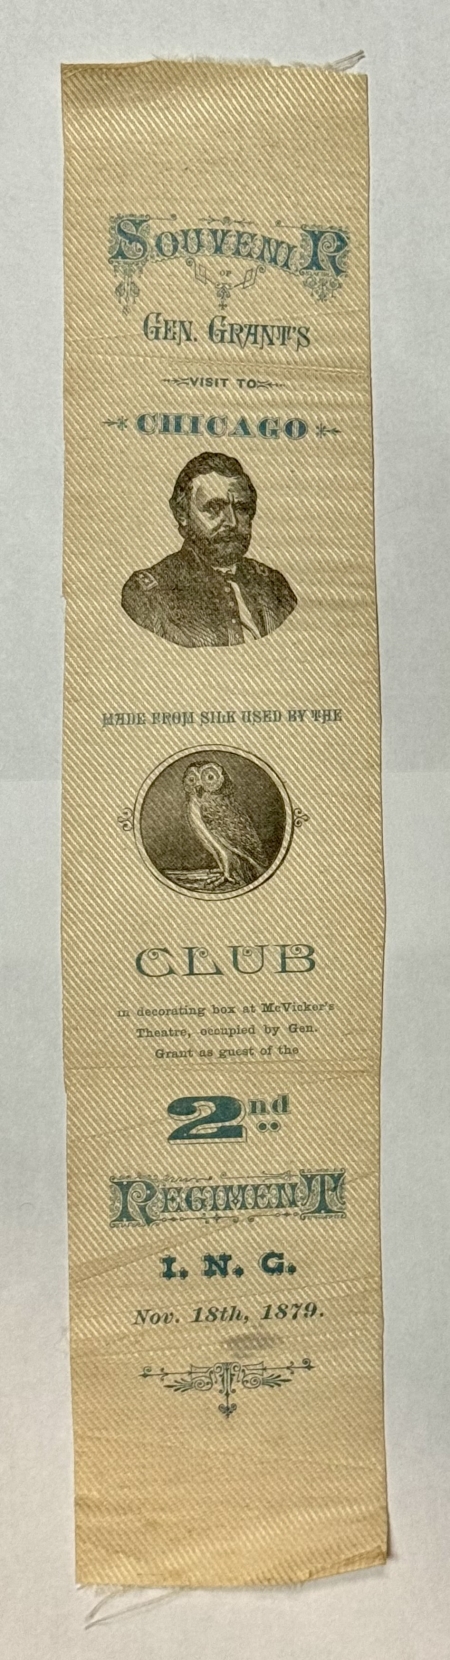 SOUVENIR
OF
GEN. GRANT'S
VISIT TO
CHICAGO
MADE FROM SILK USED BY THE
CLUB
in decorating box at McVicker's
Theatre, occupied by Gen.
Grant as guest of the
2nd
REGIMENT
I. N. G.
Nov. 18th, 1879.